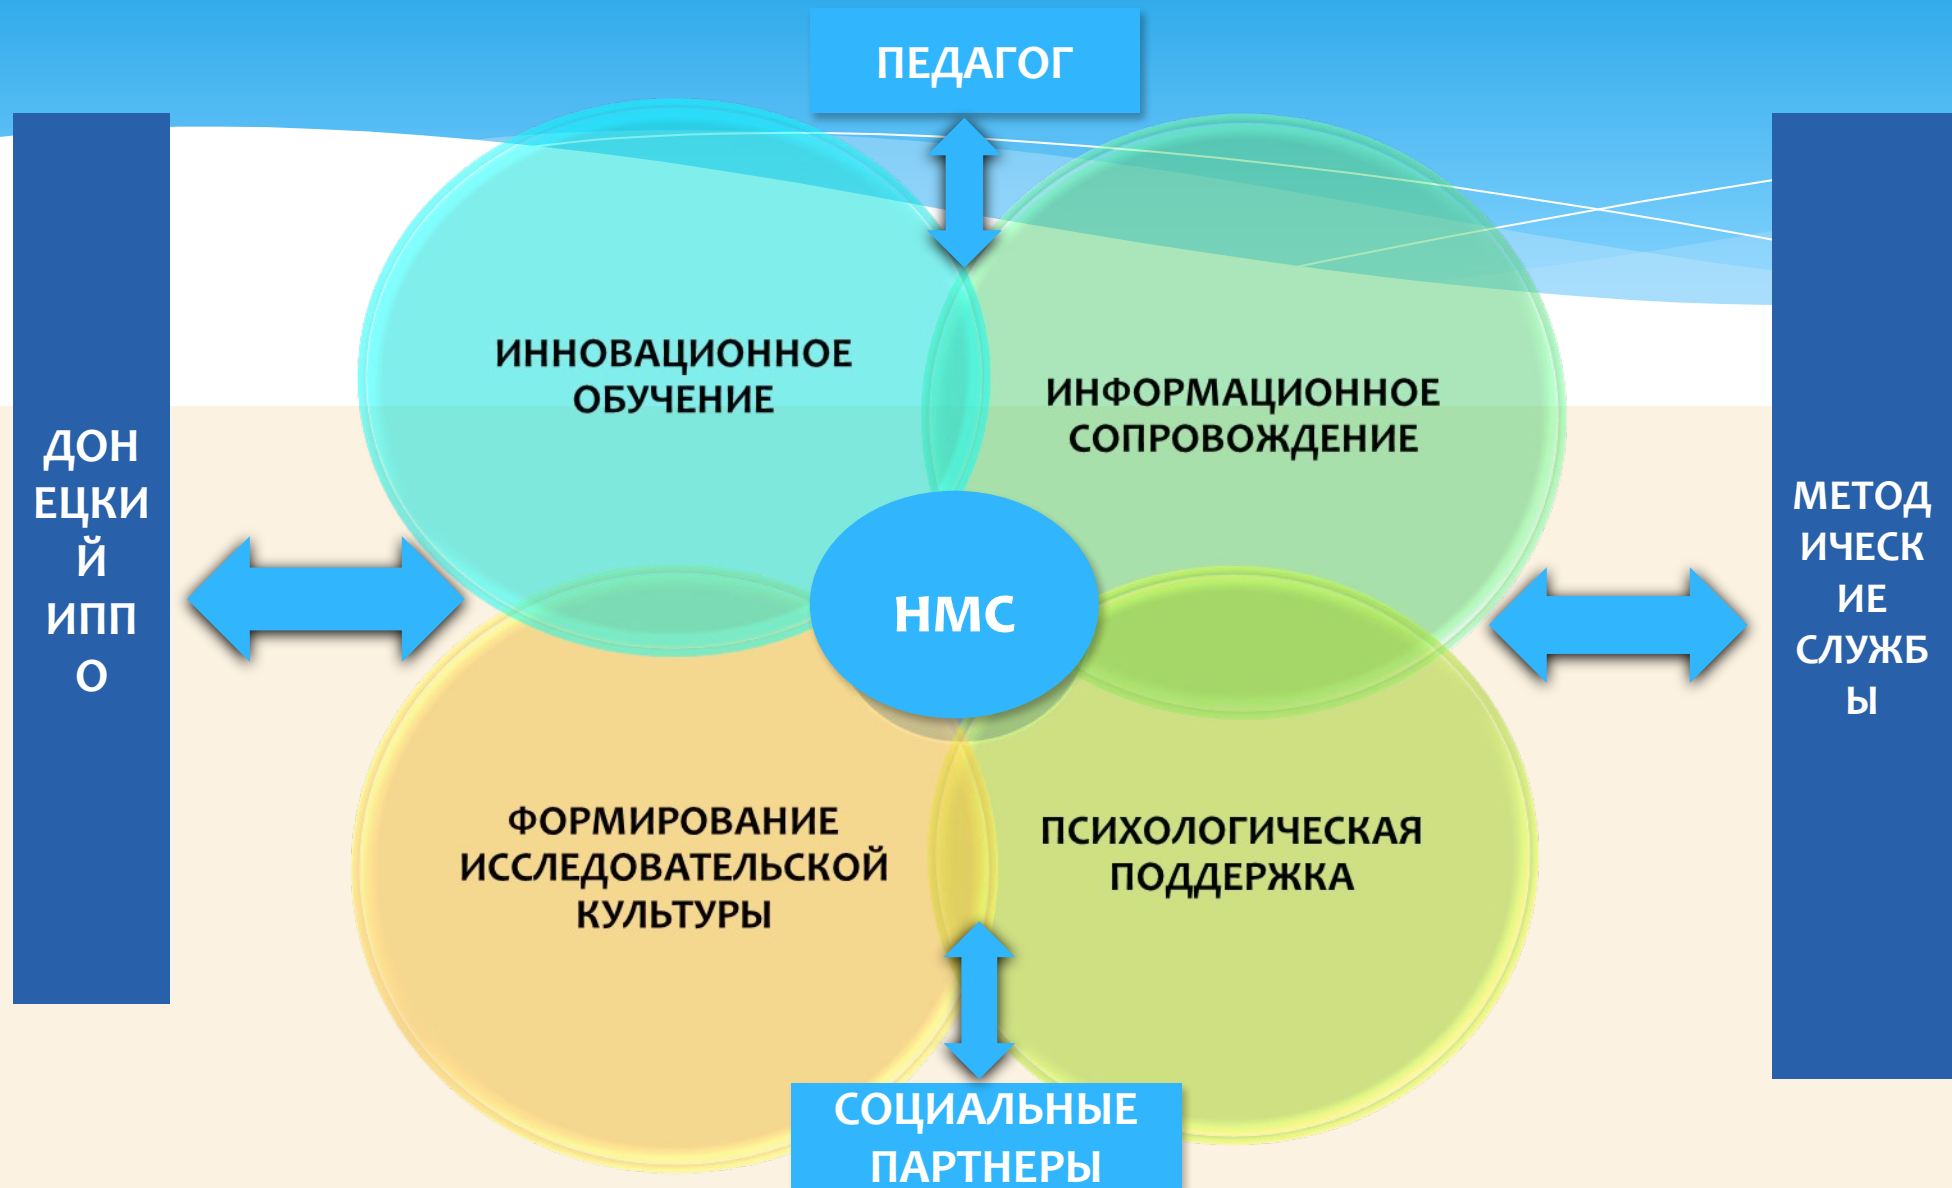 ПЕДАГОГ
ИННОВАЦИОННОЕ
ОБУЧЕНИЕ
ИНФОРМАЦИОННОЕ
СОПРОВОЖДЕНИЕ
ДОН
ЕЦКИ
Й
ИПП
О
НМС
МЕТОД
ИЧЕСК
ИЕ
СЛУЖБ
Ы
ФОРМИРОВАНИЕ
ИССЛЕДОВАТЕЛЬСКОЙ
КУЛЬТУРЫ
ПСИХОЛОГИЧЕСКАЯ
ПОДДЕРЖКА
СОЦИАЛЬНЫЕ
ПАРТНЕРЫ